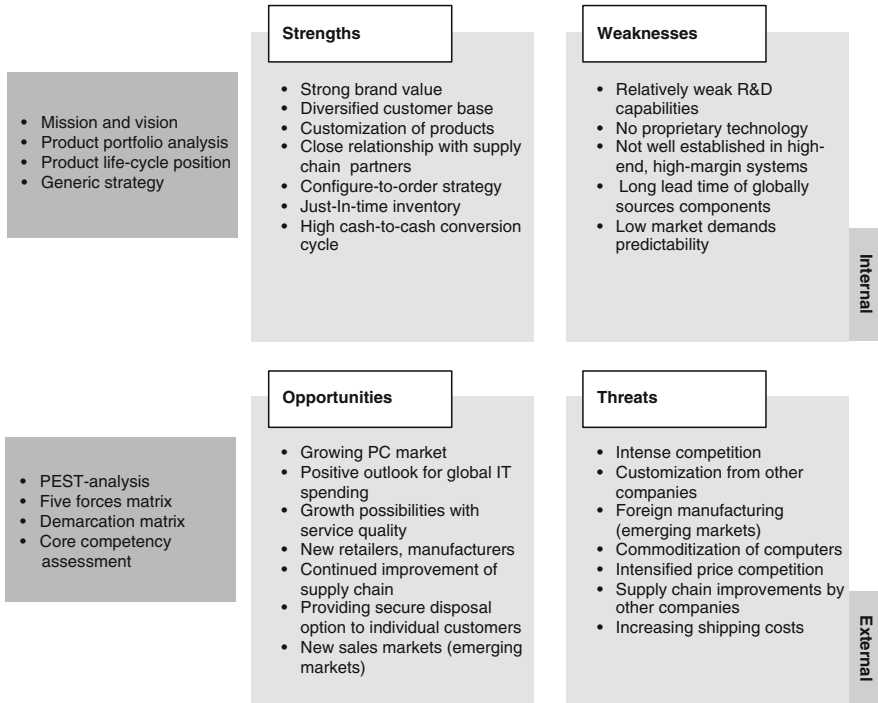 Strengths
• Strong brand value
• Diversified customer base
• Customization of products
• Close relationship with supply
chain partners
• Configure-to-order strategy
• Just-In-time inventory
• High cash-to-cash conversion
cycle
Weaknesses
• Relatively weak R&D
capabilities
• No proprietary technology
• Not well established in high-
end, high-margin systems
• Long lead time of globally
sources components
• Low market demands
predictability
• Mission and vision
• Product portfolio analysis
• Product life-cycle position
• Generic strategy
Internal
Opportunities
• Growing PC market
• Positive outlook for global IT
spending
• Growth possibilities with
service quality
• New retailers, manufacturers
• Continued improvement of
supply chain
• Providing secure disposal
option to individual customers
• New sales markets (emerging
markets)
Threats
• Intense competition
• Customization from other
companies
• Foreign manufacturing
(emerging markets)
• Commoditization of computers
• Intensified price competition
• Supply chain improvements by
other companies
• Increasing shipping costs
• PEST-analysis
• Five forces matrix
• Demarcation matrix
• Core competency
assessment
External